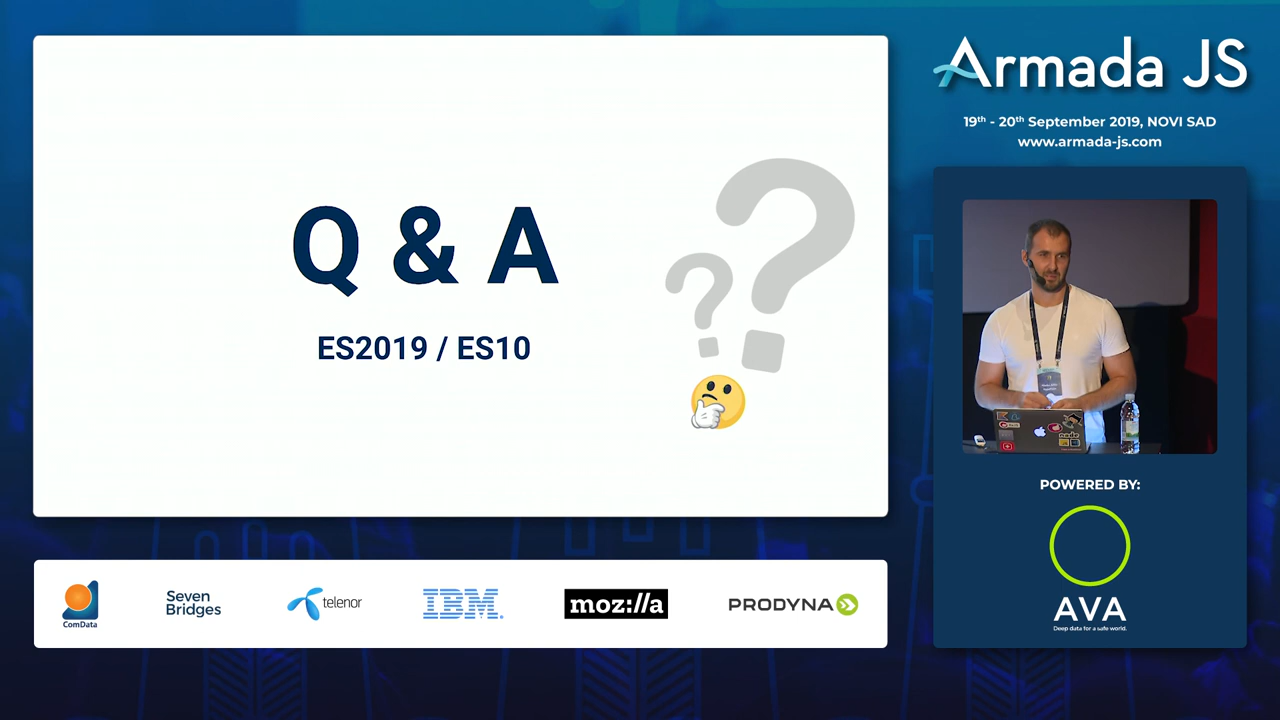 Q & A
ES2019 / ES10
Armada JS
19th - 20th September 2019, NOVI SAD
www.armada-js.com
POWERED BY:
AVA
Deep data for a safe world.
ComData
Seven
Bridges
telenor
IBM
moz://a
PRODYNA
node